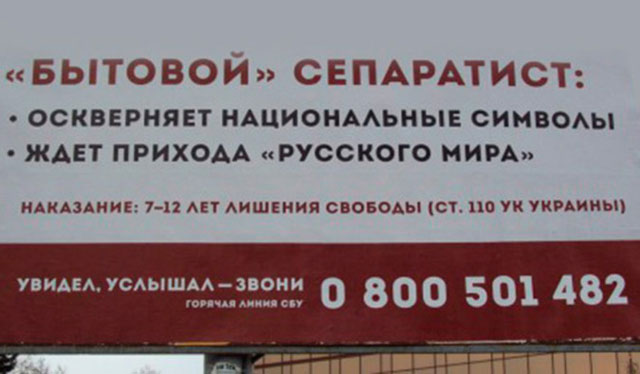 «БЫТОВОЙ» СЕПАРАТИСТ:
• ОСКВЕРНЯЕТ НАЦИОНАЛЬНЫЕ СИМВОЛЫ
• ЖДЕТ ПРИХОДА «РУССКОГО МИРА»
НАКАЗАНИЕ: 7–12 ЛЕТ ЛИШЕНИЯ СВОБОДЫ (СТ. 110 УК УКРАИНЫ)
УВИДЕЛ, УСЛЫШАЛ — ЗВОНИ 0 800 501 482
ГОРЯЧАЯ ЛИНИЯ СБУ